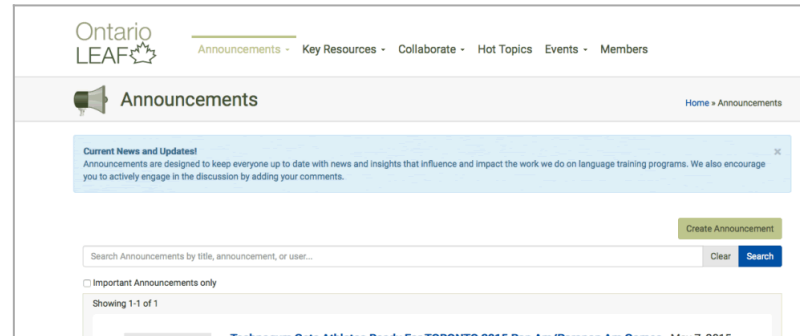 Ontario
LEAF
Announcements Key Resources Collaborate Hot Topics Events Members
Announcements
Home » Announcements
Current News and Updates!
Announcements are designed to keep everyone up to date with news and insights that influence and impact the work we do on language training programs. We also encourage
you to actively engage in the discussion by adding your comments.
×
Create Announcement
Search Announcements by title, announcement, or user...
Clear
Search
Important Announcements only
Showing 1-1 of 1